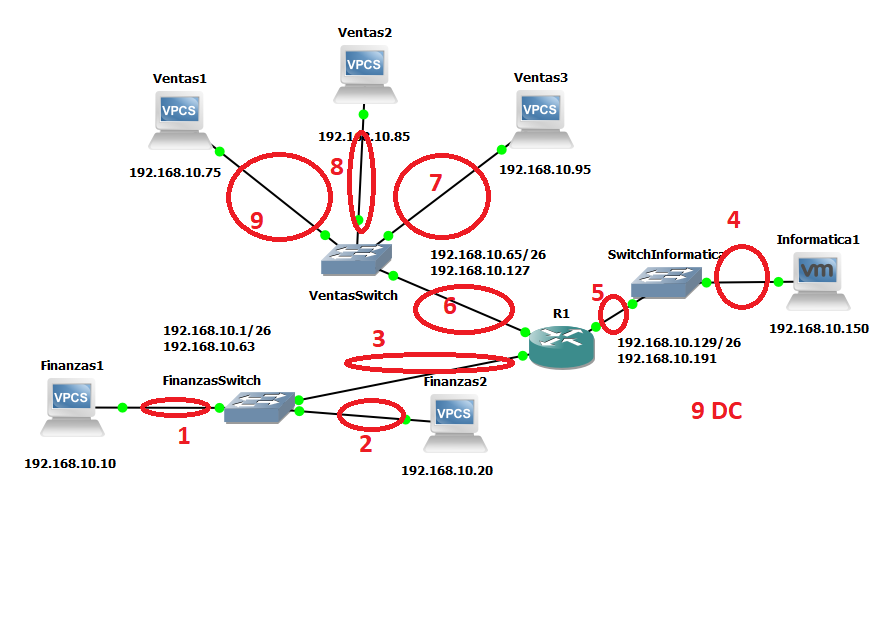 Ventas2
VPCS
Ventas1
VPCS
Ventas3
VPCS
192.168.10.85
192.168.10.75
192.168.10.95
8
7
9
4
Informatica1
vm
192.168.10.65/26
192.168.10.127
SwitchInformatica
VentasSwitch
6
5
R1
192.168.10.150
192.168.10.1/26
192.168.10.63
3
192.168.10.129/26
192.168.10.191
Finanzas1
VPCS
FinanzasSwitch
Finanzas2
VPCS
9 DC
1
2
192.168.10.10
192.168.10.20